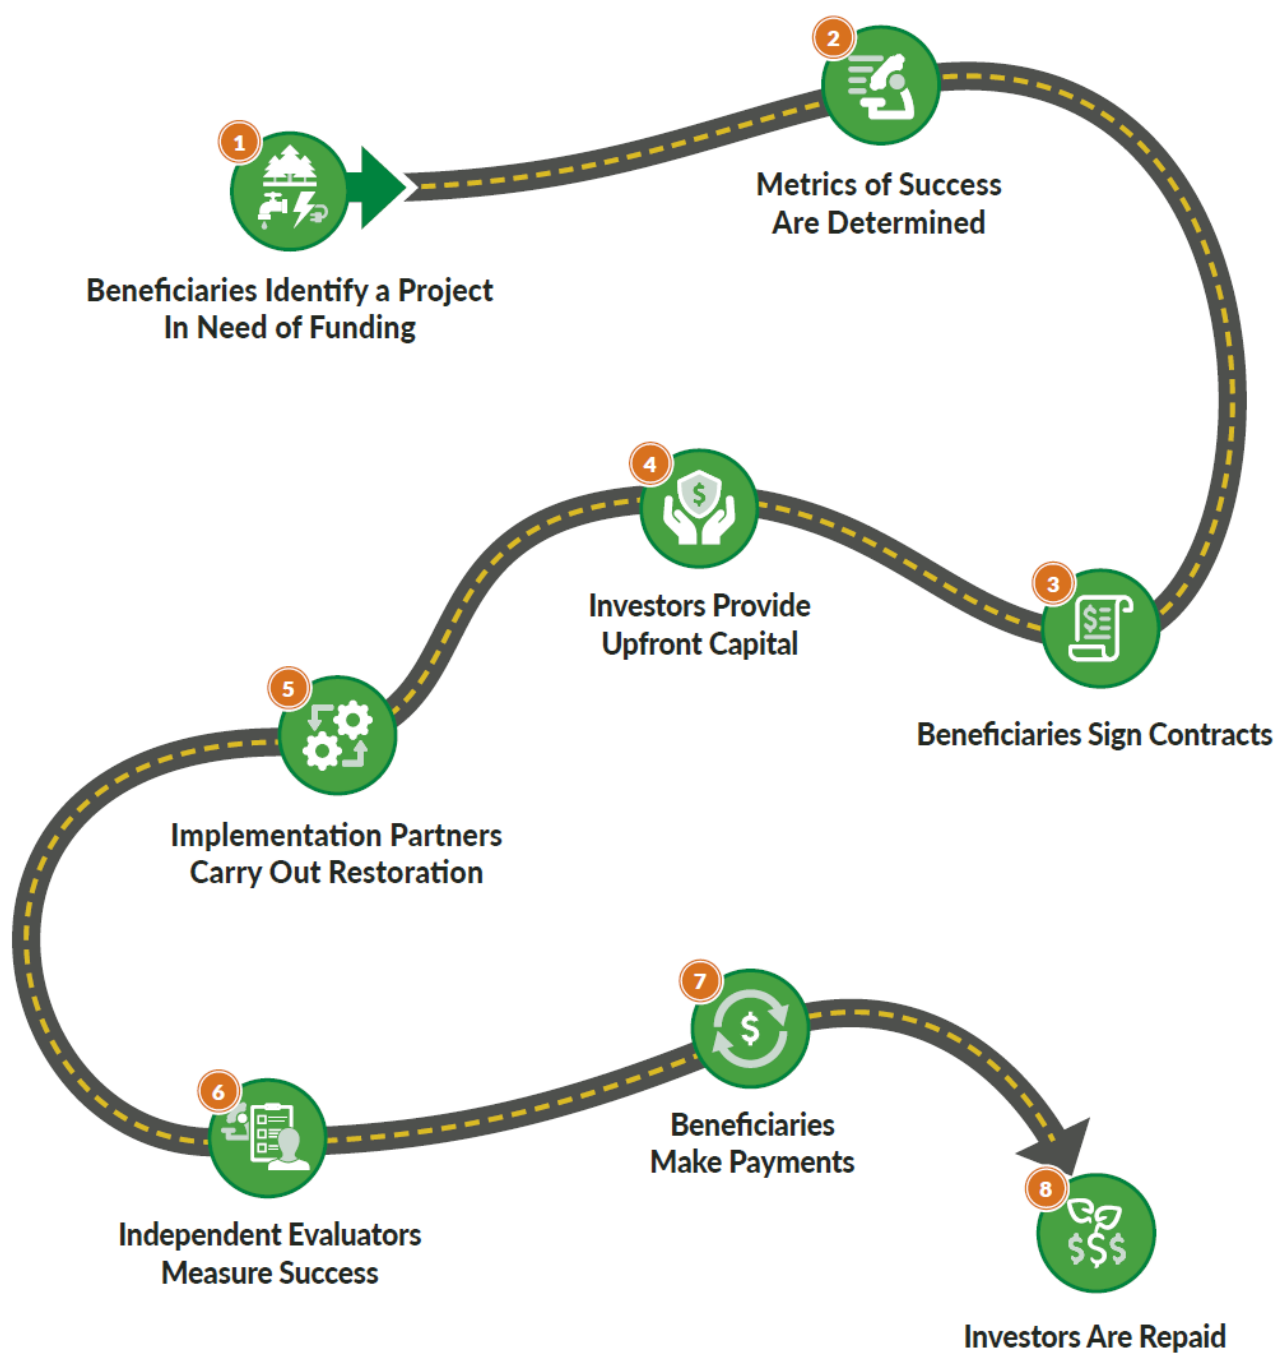 1
Beneficiaries Identify a Project
In Need of Funding
2
Metrics of Success
Are Determined
3
$
Beneficiaries Sign Contracts
4
$
Investors Provide
Upfront Capital
5
Implementation Partners
Carry Out Restoration
6
Independent Evaluators
Measure Success
7
$
Beneficiaries
Make Payments
8
$$$
Investors Are Repaid